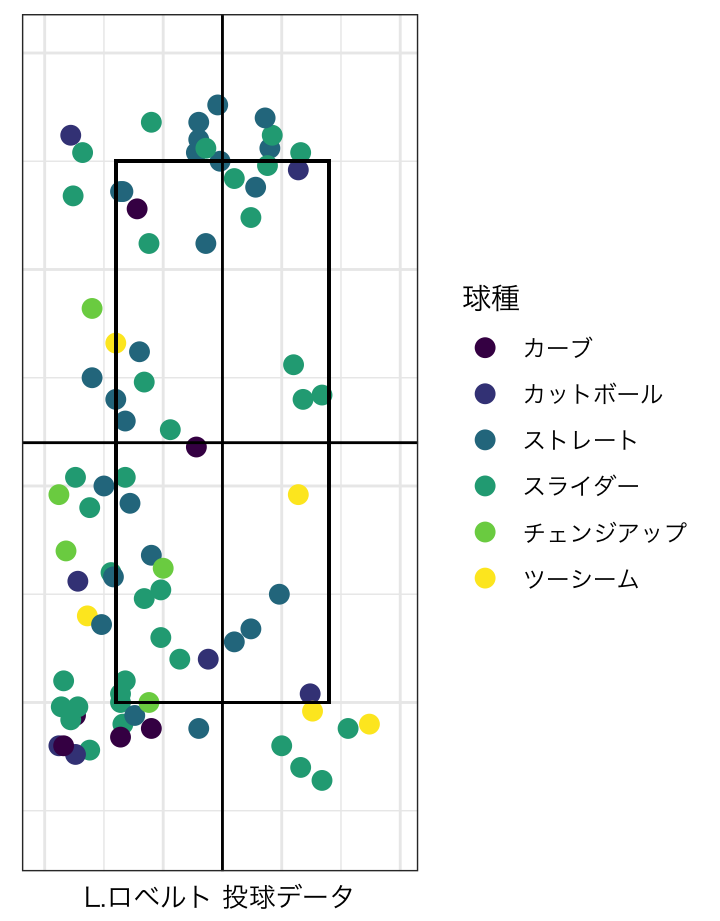 球種
カーブ
カットボール
ストレート
スライダー
チェンジアップ
ツーシーム
L.ロベルト 投球データ